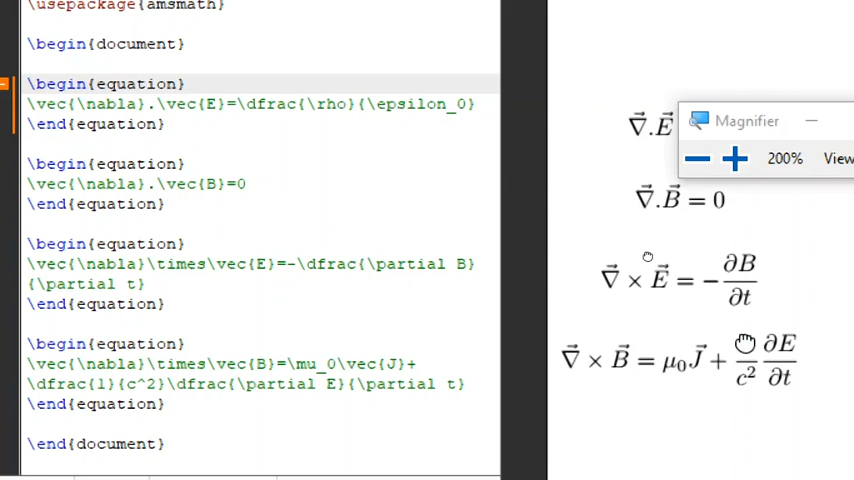 \usepackage{amsmath}
\begin{document}
\begin{equation}
\vec{\nabla}.\vec{E}=\dfrac{\rho}{\epsilon_0}
\end{equation}
\begin{equation}
\vec{\nabla}.\vec{B}=0
\end{equation}
\begin{equation}
\vec{\nabla}\times\vec{E}=-\dfrac{\partial B}
{\partial t}
\end{equation}
\begin{equation}
\vec{\nabla}\times\vec{B}=\mu_0\vec{J}+
\dfrac{1}{c^2}\dfrac{\partial E}{\partial t}
\end{equation}
\end{document}
∇⃗.E⃗
Magnifier
200% View
∇⃗.B⃗ = 0
∇⃗ × E⃗ = −∂B/∂t
∇⃗ × B⃗ = μ₀J⃗ + /c² ∂E/∂t